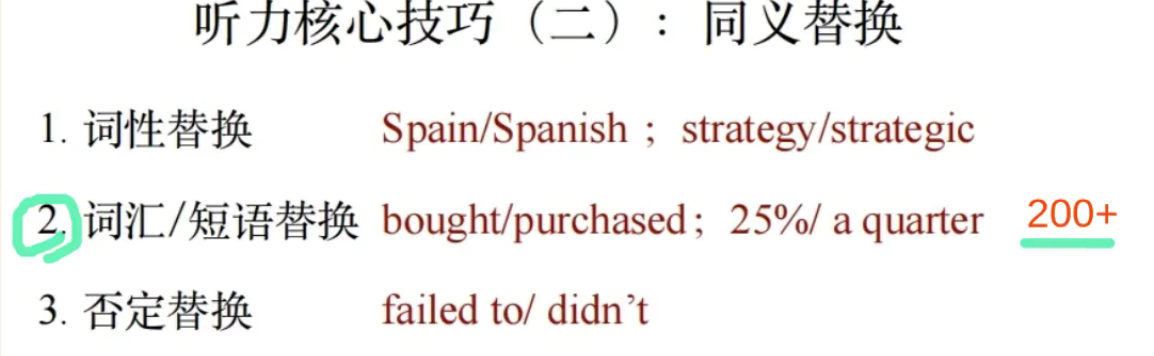 听力核心技巧（二）：同义替换
1. 词性替换 Spain/Spanish ；strategy/strategic
2. 词汇/短语替换 bought/purchased；25%/ a quarter 200+
3. 否定替换 failed to/ didn’t